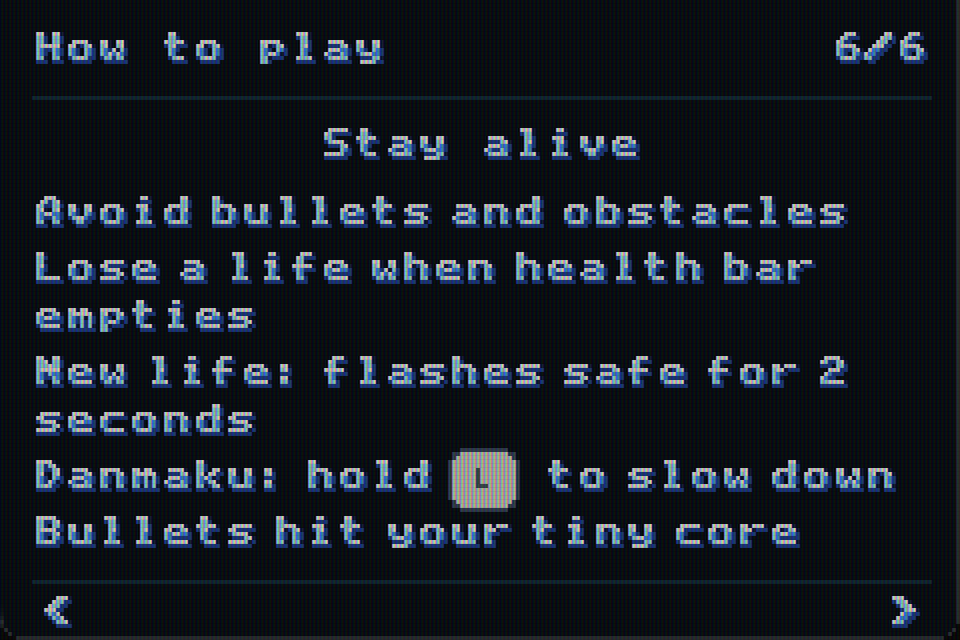 How to play 6/6
Stay alive
Avoid bullets and obstacles
Lose a life when health bar
empties
New life: flashes safe for 2
seconds
Danmaku: hold L to slow down
Bullets hit your tiny core
< >